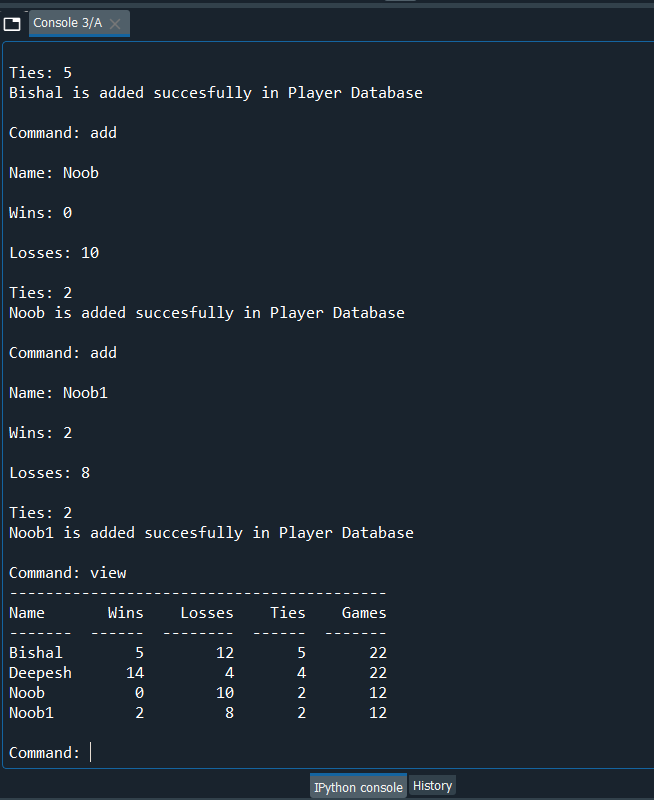 Console 3/A
Ties: 5
Bishal is added succesfully in Player Database
Command: add
Name: Noob
Wins: 0
Losses: 10
Ties: 2
Noob is added succesfully in Player Database
Command: add
Name: Noob1
Wins: 2
Losses: 8
Ties: 2
Noob1 is added succesfully in Player Database
Command: view
------------------------------------------
Name       Wins    Losses    Ties    Games
-------  ------  --------  ------  -------
Bishal        5        12       5       22
Deepesh      14         4       4       22
Noob          0        10       2       12
Noob1         2         8       2       12
Command:
IPython console History